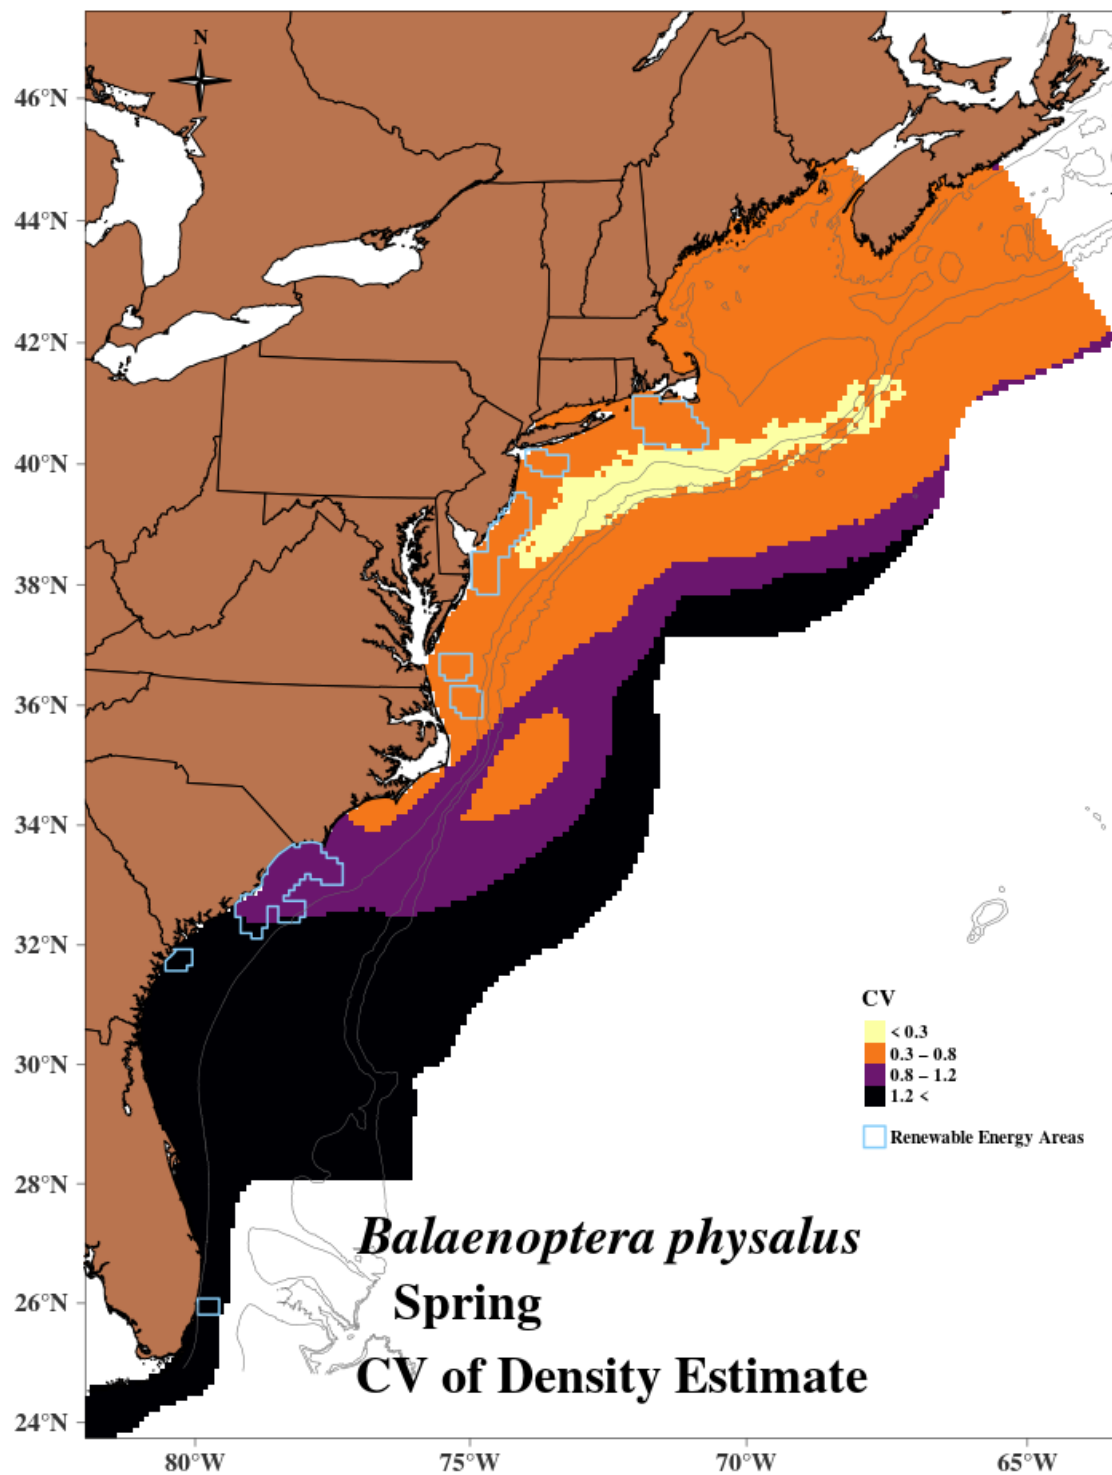 N
46°N
44°N
42°N
40°N
38°N
36°N
34°N
32°N
30°N
28°N
26°N
24°N
CV
< 0.3
0.3 – 0.8
0.8 – 1.2
1.2 <
Renewable Energy Areas
Balaenoptera physalus
Spring
CV of Density Estimate
80°W
75°W
70°W
65°W